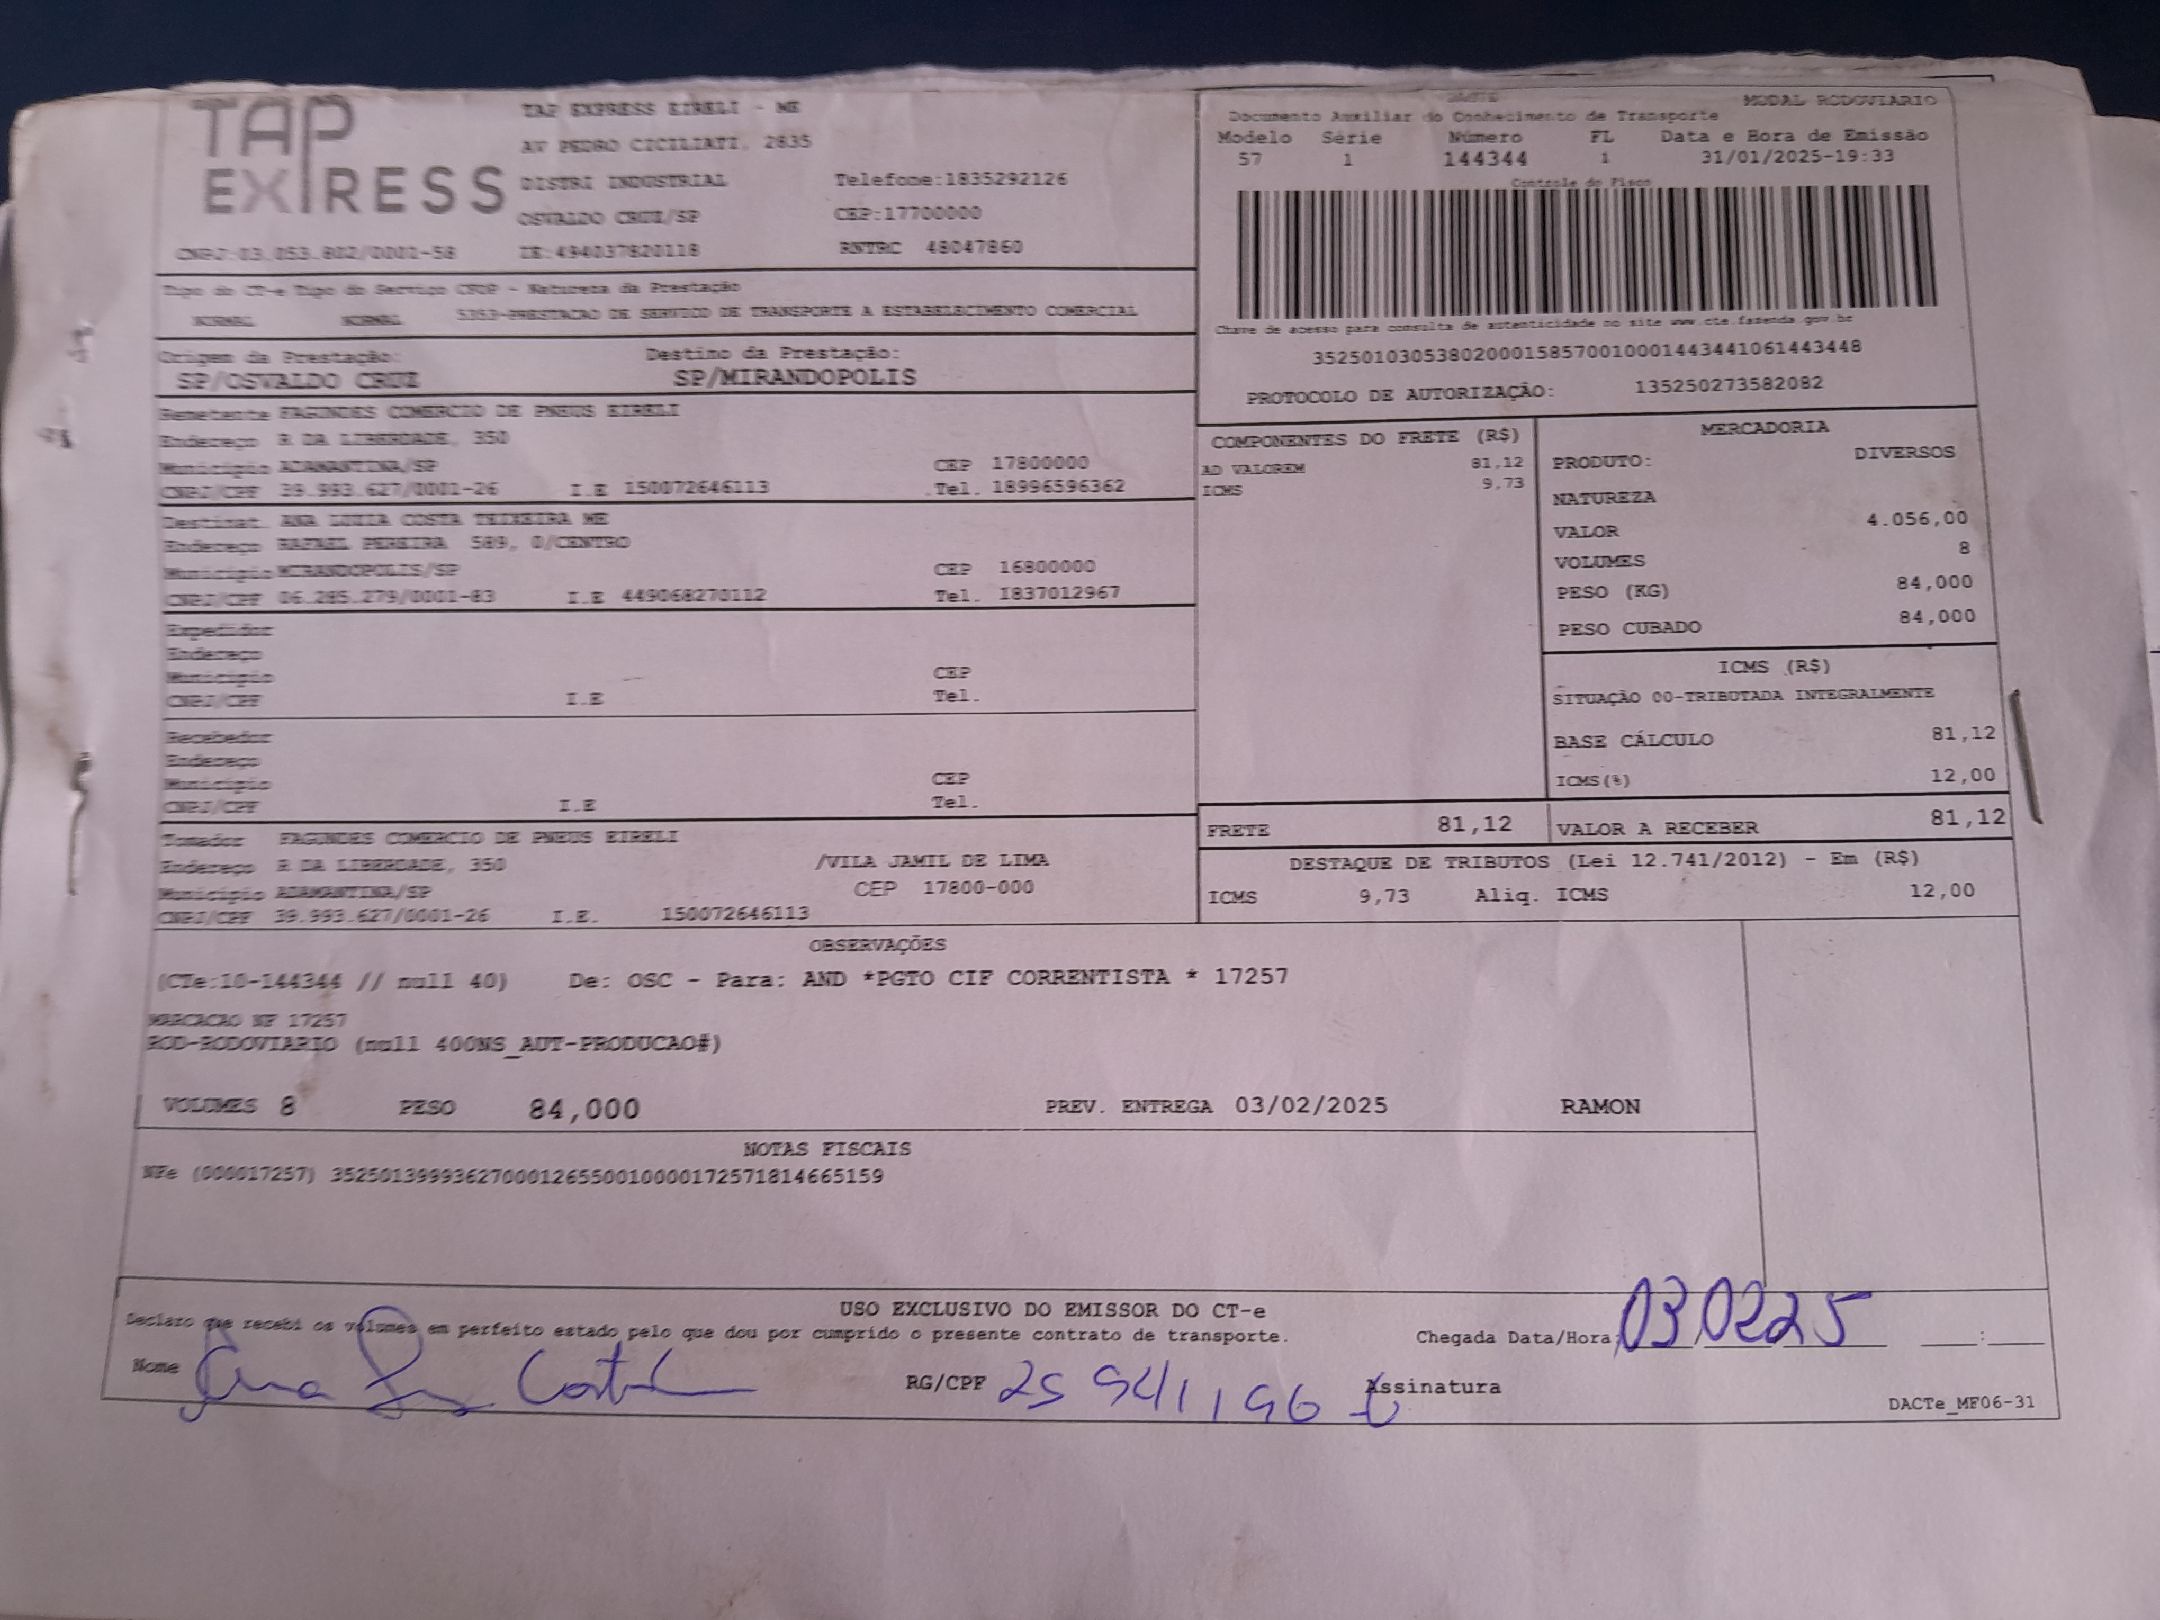 TAP
EXPRESS
TAP EXPRESS EIRELI - ME
AV PEDRO CICILIATI, 2835
DISTRI INDUSTRIAL Telefone:1835292126
OSVALDO CRUZ/SP CEP:17700000
CNPJ:03.053.802/0001-58 IE:494037820118 RNTRC 48047860
DACTE MODAL RODOVIARIO
Documento Auxiliar do Conhecimento de Transporte
Modelo Série Número FL Data e Hora de Emissão
57 1 144344 1 31/01/2025-19:33
Controle do Fisco
Chave de acesso para consulta de autenticidade no site www.cte.fazenda.gov.br
35250103053802000158570010001443441061443448
PROTOCOLO DE AUTORIZAÇÃO: 135250273582082
Tipo do CT-e Tipo do Serviço CFOP - Natureza da Prestação
NORMAL NORMAL 5353-PRESTACAO DE SERVICO DE TRANSPORTE A ESTABELECIMENTO COMERCIAL
Origem da Prestação: Destino da Prestação:
SP/OSVALDO CRUZ SP/MIRANDOPOLIS
Remetente FAGUNDES COMERCIO DE PNEUS EIRELI
Endereço R DA LIBERDADE, 350
Município ADAMANTINA/SP CEP 17800000
CNPJ/CPF 39.993.627/0001-26 I.E 150072646113 .Tel. 18996596362
Destinat. ANA LUZIA COSTA TEIXEIRA ME
Endereço RAFAEL PEREIRA 589, 0/CENTRO
Município MIRANDOPOLIS/SP CEP 16800000
CNPJ/CPF 06.285.279/0001-83 I.E 449068270112 Tel. 1837012967
Expedidor
Endereço
Município CEP
CNPJ/CPF I.E Tel.
Recebedor
Endereço
Município CEP
CNPJ/CPF I.E Tel.
Tomador FAGUNDES COMERCIO DE PNEUS EIRELI
Endereço R DA LIBERDADE, 350 /VILA JAMIL DE LIMA
Município ADAMANTINA/SP CEP 17800-000
CNPJ/CPF 39.993.627/0001-26 I.E. 150072646113
COMPONENTES DO FRETE (R$)
AD VALOREM 81,12
ICMS 9,73
MERCADORIA
PRODUTO: DIVERSOS
NATUREZA
VALOR 4.056,00
VOLUMES 8
PESO (KG) 84,000
PESO CUBADO 84,000
ICMS (R$)
SITUAÇÃO 00-TRIBUTADA INTEGRALMENTE
BASE CÁLCULO 81,12
ICMS(%) 12,00
FRETE 81,12 VALOR A RECEBER 81,12
DESTAQUE DE TRIBUTOS (Lei 12.741/2012) - Em (R$)
ICMS 9,73 Aliq. ICMS 12,00
OBSERVAÇÕES
(CTe:10-144344 // null 40) De: OSC - Para: AND *PGTO CIF CORRENTISTA * 17257
MARCACAO NF 17257
ROD-RODOVIARIO (null 400NS_AUT-PRODUCAO#)
VOLUMES 8 PESO 84,000 PREV. ENTREGA 03/02/2025 RAMON
NOTAS FISCAIS
NFe (000017257) 35250139993627000126550010000172571814665159
USO EXCLUSIVO DO EMISSOR DO CT-e
Declaro que recebi os volumes em perfeito estado pelo que dou por cumprido o presente contrato de transporte. Chegada Data/Hora: 03/02/25 :
Nome Ana Costa RG/CPF 25 941196 Assinatura
DACTe_MF06-31